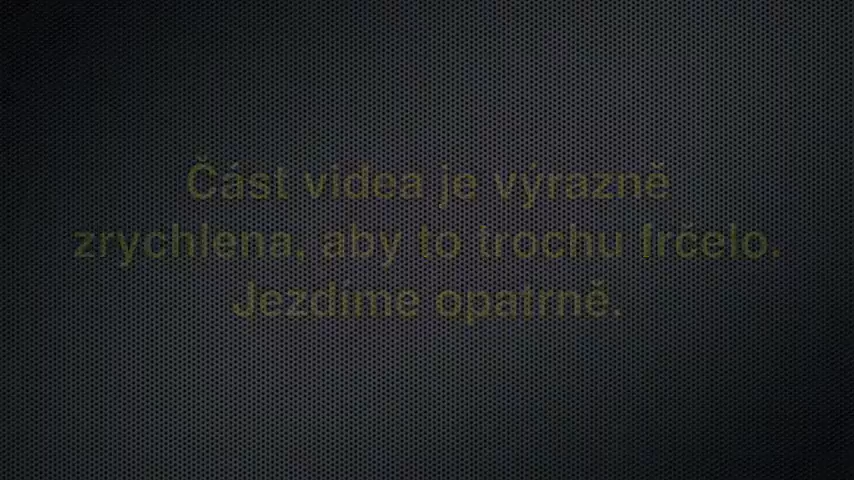 Část videa je výrazně
zrychlena, aby to trochu frčelo.
Jezdíme opatrně.